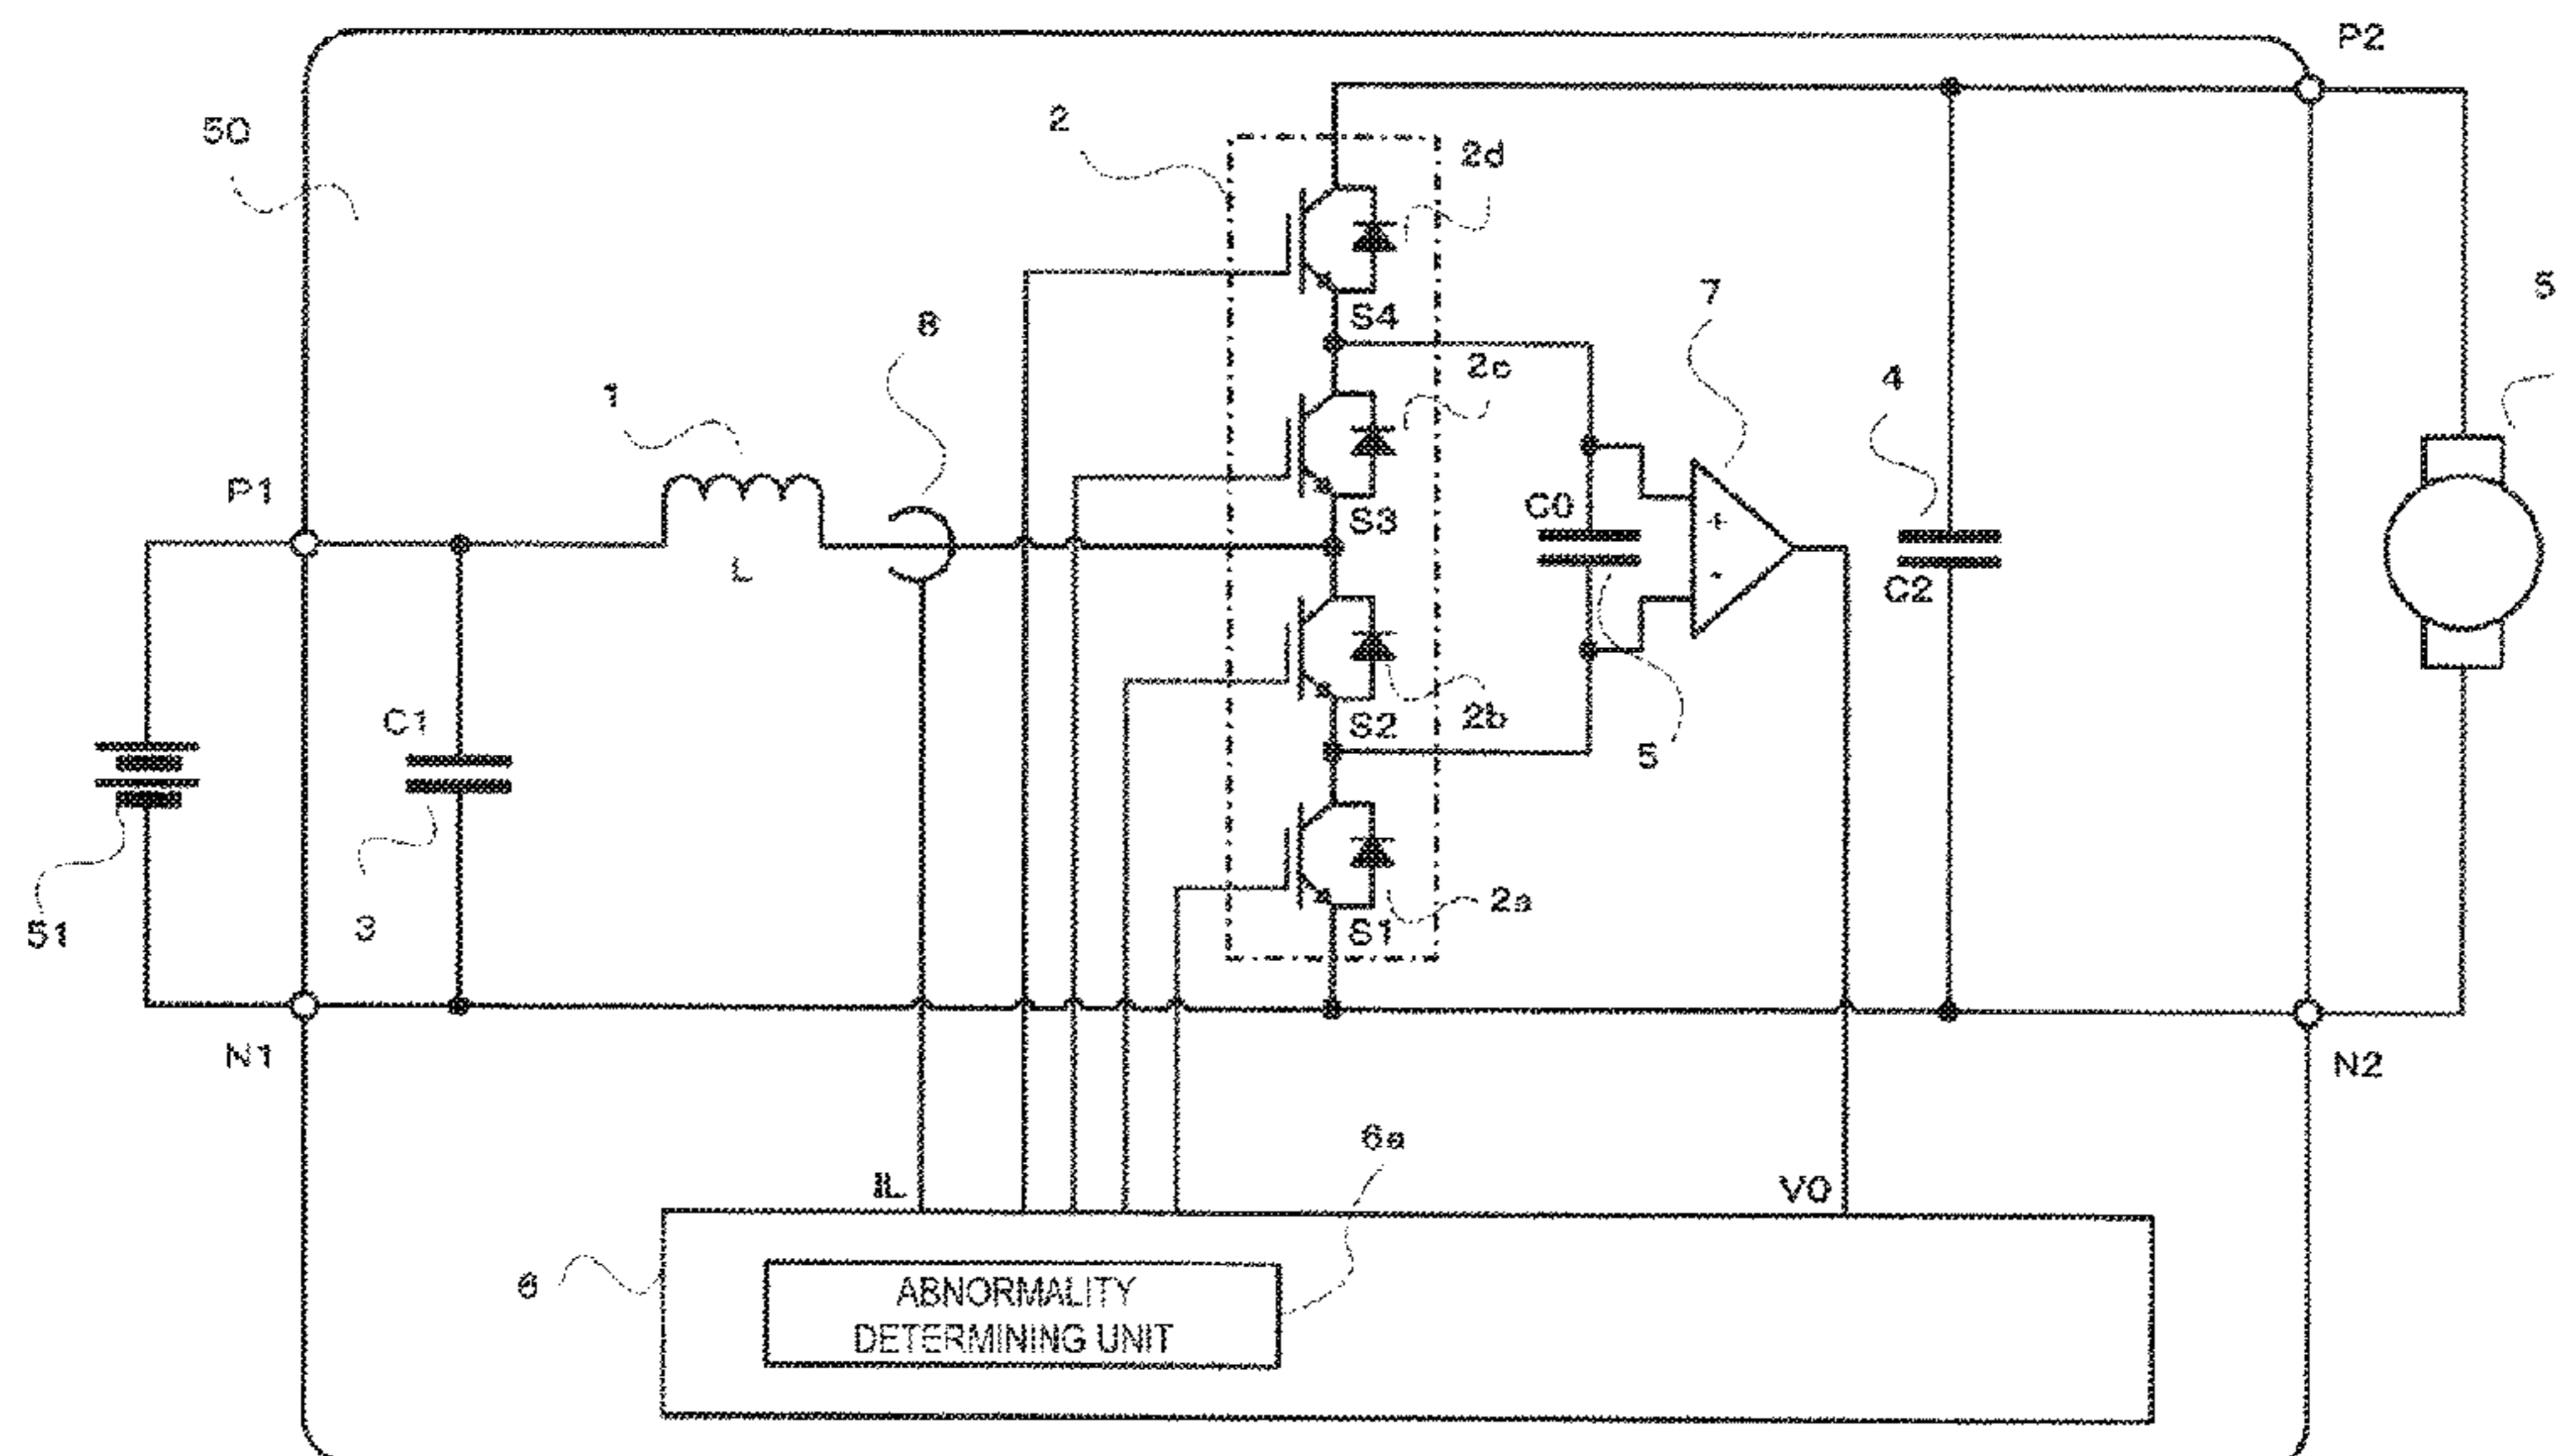 P2
50
2
2d
7
5
S4
8
2c
4
1
P1
C0
S3
L
C2
C1
2b
S2
5
2a
51
3
S1
N1
N2
6a
IL
V0
6
ABNORMALITY
DETERMINING UNIT